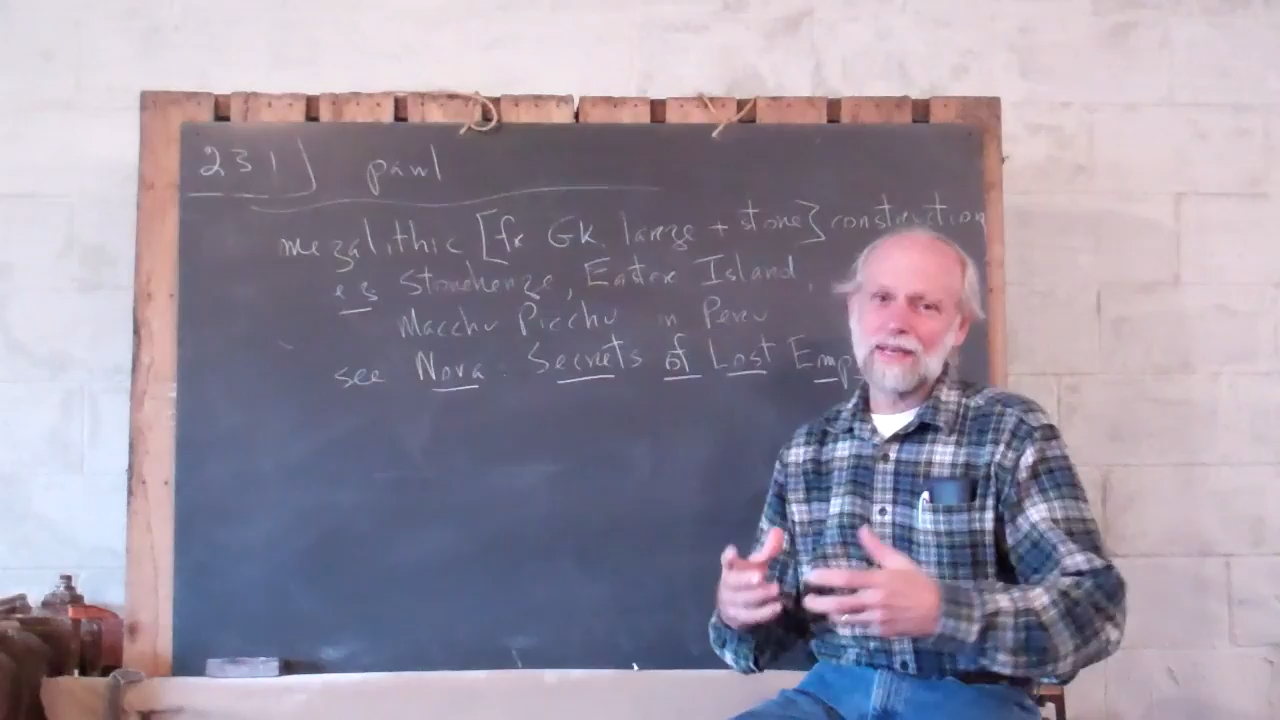 231) pawl
megalithic [fr Gk. large + stone} construction
eg Stonehenge, Easter Island,
Macchu Picchu in Peru
see Nova: Secrets of Lost Emp